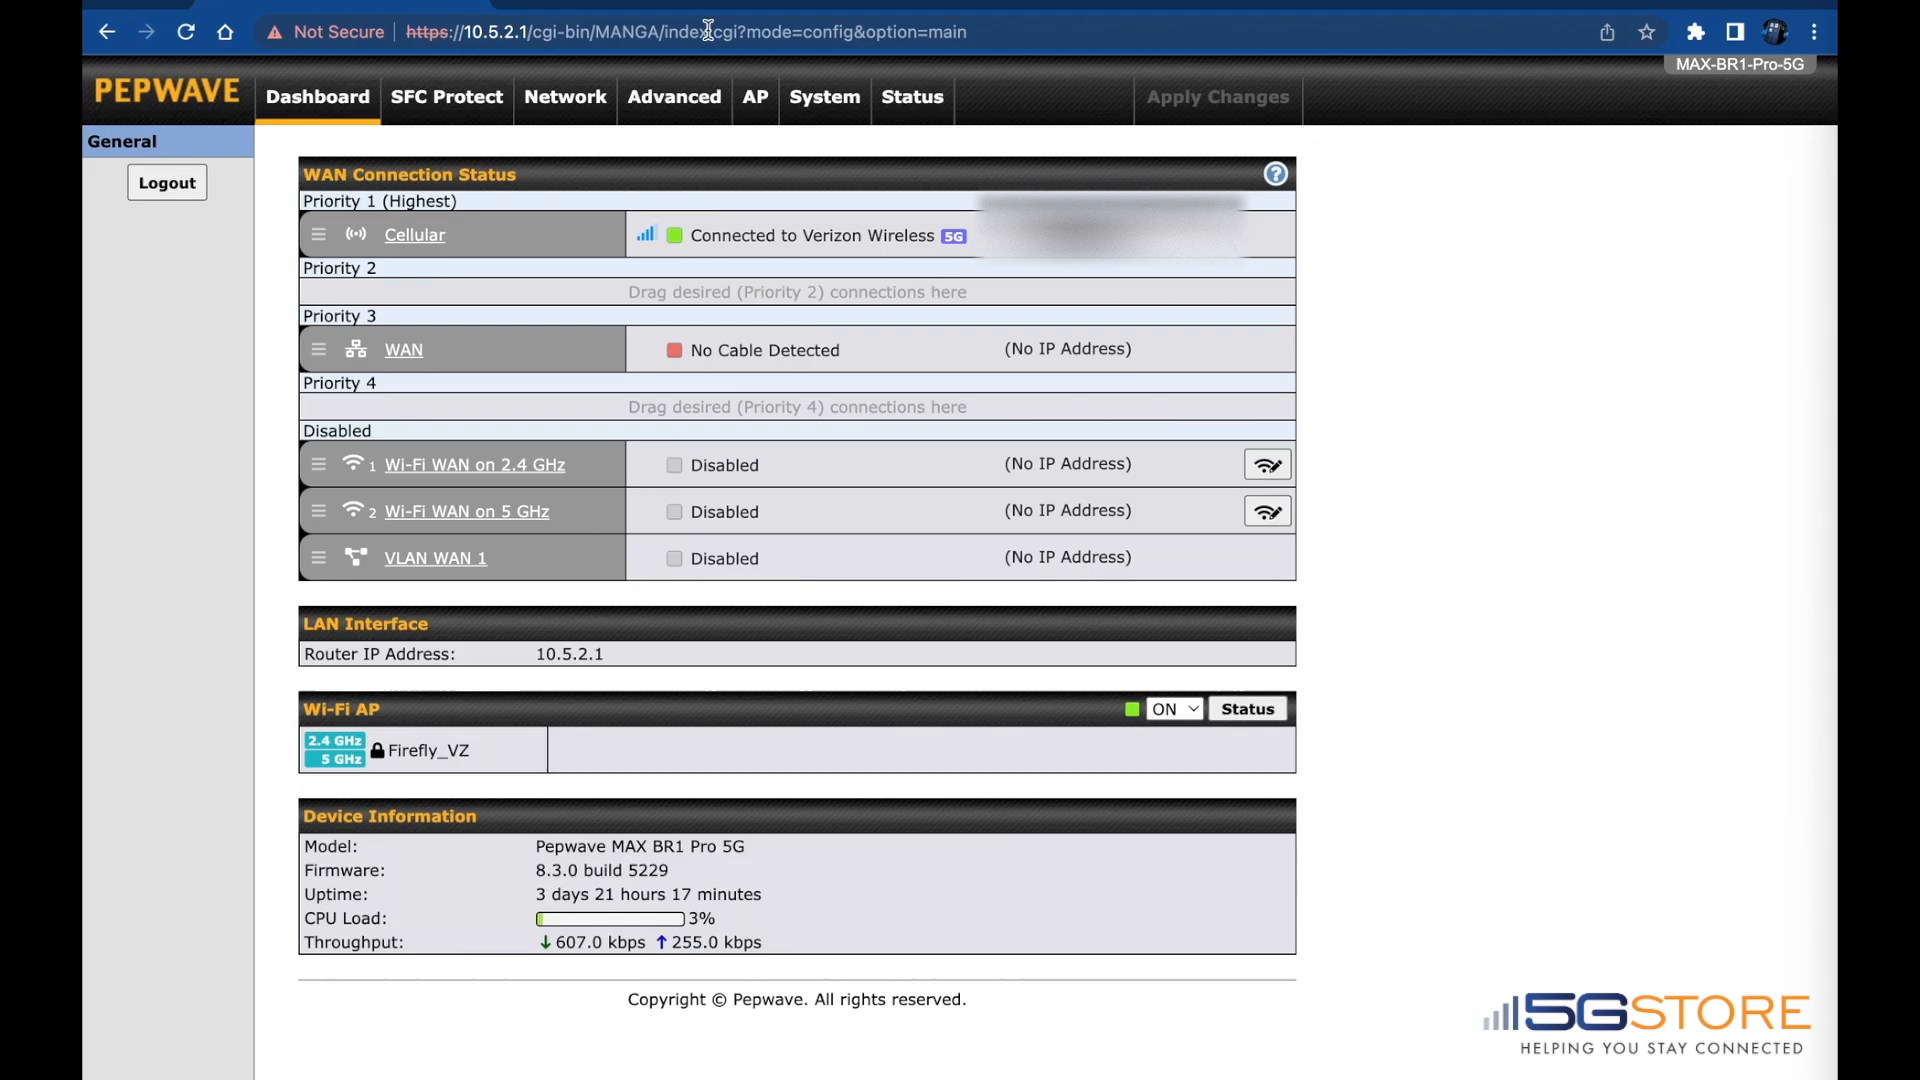 Not Secure https://10.5.2.1/cgi-bin/MANGA/index.cgi?mode=config&option=main
MAX-BR1-Pro-5G
PEPWAVE Dashboard SFC Protect Network Advanced AP System Status Apply Changes
General
Logout
WAN Connection Status
Priority 1 (Highest)
Cellular Connected to Verizon Wireless 5G
Priority 2
Drag desired (Priority 2) connections here
Priority 3
WAN No Cable Detected (No IP Address)
Priority 4
Drag desired (Priority 4) connections here
Disabled
1 Wi-Fi WAN on 2.4 GHz Disabled (No IP Address)
2 Wi-Fi WAN on 5 GHz Disabled (No IP Address)
VLAN WAN 1 Disabled (No IP Address)
LAN Interface
Router IP Address: 10.5.2.1
Wi-Fi AP ON Status
2.4 GHz
5 GHz Firefly_VZ
Device Information
Model: Pepwave MAX BR1 Pro 5G
Firmware: 8.3.0 build 5229
Uptime: 3 days 21 hours 17 minutes
CPU Load: 3%
Throughput: 607.0 kbps 255.0 kbps
Copyright © Pepwave. All rights reserved.
5GSTORE
HELPING YOU STAY CONNECTED